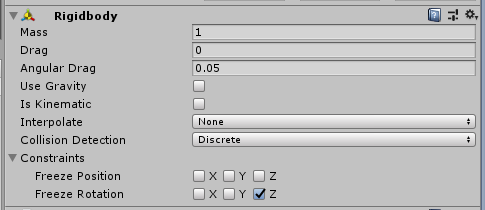 Rigidbody
Mass 1
Drag 0
Angular Drag 0.05
Use Gravity
Is Kinematic
Interpolate None
Collision Detection Discrete
Constraints
Freeze Position X Y Z
Freeze Rotation X Y Z